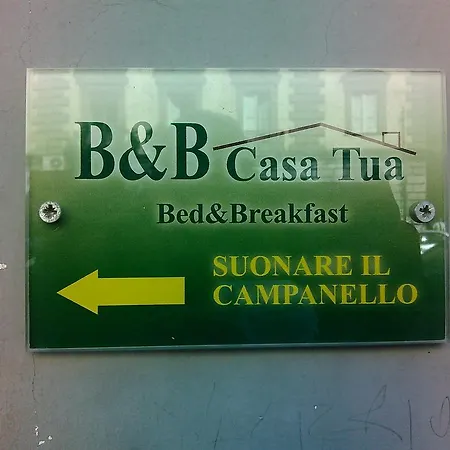 B&B Casa Tua
Bed&Breakfast
SUONARE IL
CAMPANELLO